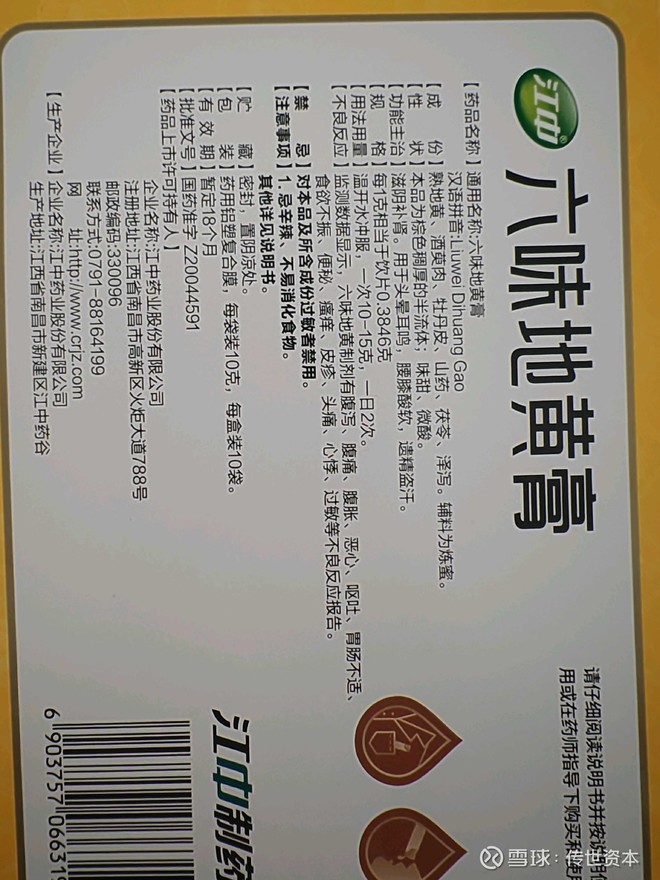 江中®
六味地黄膏
请仔细阅读说明书并按说明使
用或在药师指导下购买和使用
【药品名称】通用名称:六味地黄膏
汉语拼音:Liuwei Dihuang Gao
【成 份】熟地黄、酒萸肉、牡丹皮、山药、茯苓、泽泻。辅料为炼蜜。
【性 状】本品为棕色稠厚的半流体；味甜、微酸。
【功能主治】滋阴补肾。用于头晕耳鸣，腰膝酸软，遗精盗汗。
【规 格】每1克相当于饮片0.3846克
【用法用量】温开水冲服，一次10-15克，一日2次。
【不良反应】监测数据显示，六味地黄制剂有腹泻、腹痛、腹胀、恶心、呕吐、胃肠不适、
食欲不振、便秘、瘙痒、皮疹、头痛、心悸、过敏等不良反应报告。
【禁 忌】对本品及所含成份过敏者禁用。
【注意事项】1. 忌辛辣、不易消化食物。
其他详见说明书。
【贮 藏】密封，置阴凉处。
【包 装】药用铝塑复合膜，每袋装10克，每盒装10袋。
【有 效 期】暂定18个月
【批准文号】国药准字 Z20044591
【药品上市许可持有人】
企业名称:江中药业股份有限公司
注册地址:江西省南昌市高新区火炬大道788号
邮政编码:330096
联系方式:0791-88164199
网 址:http://www.crjz.com
【生产企业】企业名称:江中药业股份有限公司
生产地址:江西省南昌市新建区江中药谷
江中制药
6 903757 06631
雪球：传世资本